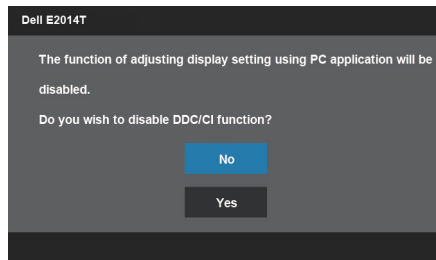 Dell E2014T
The function of adjusting display setting using PC application will be
disabled.
Do you wish to disable DDC/CI function?
No
Yes